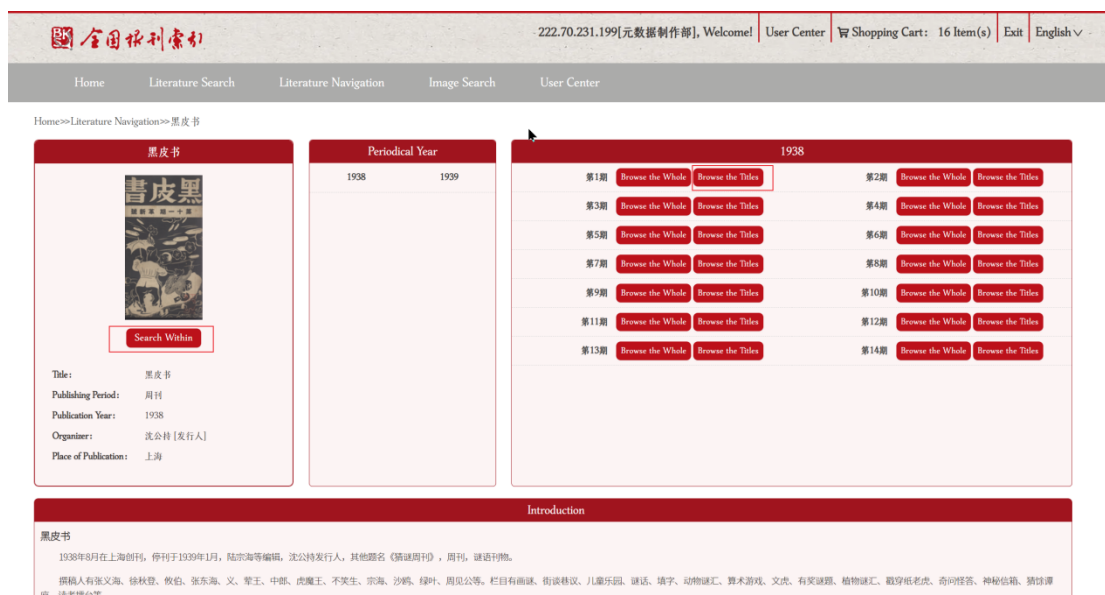 全国报刊索引
222.70.231.199[元数据制作部], Welcome! User Center Shopping Cart: 16 Item(s) Exit English
Home Literature Search Literature Navigation Image Search User Center
Home>>Literature Navigation>>黑皮书
黑皮书
書皮黑
Search Within
Title: 黑皮书
Publishing Period: 周刊
Publication Year: 1938
Organizer: 沈公持 [发行人]
Place of Publication: 上海
Periodical Year
1938 1939
1938
第1期 Browse the Whole Browse the Titles 第2期 Browse the Whole Browse the Titles
第3期 Browse the Whole Browse the Titles 第4期 Browse the Whole Browse the Titles
第5期 Browse the Whole Browse the Titles 第6期 Browse the Whole Browse the Titles
第7期 Browse the Whole Browse the Titles 第8期 Browse the Whole Browse the Titles
第9期 Browse the Whole Browse the Titles 第10期 Browse the Whole Browse the Titles
第11期 Browse the Whole Browse the Titles 第12期 Browse the Whole Browse the Titles
第13期 Browse the Whole Browse the Titles 第14期 Browse the Whole Browse the Titles
Introduction
黑皮书
1938年8月在上海创刊，停刊于1939年1月，陆宗海等编辑，沈公持发行人，其他题名《猜谜周刊》，周刊，谜语刊物。
撰稿人有张义海、徐秋登、攸伯、张东海、义、荤王、中郎、虎魔王、不笑生、宗海、沙鸥、绿叶、周见公等。栏目有画谜、街谈巷议、儿童乐园、谜话、填字、动物谜汇、算术游戏、文虎、有奖谜题、植物谜汇、戳穿纸老虎、奇问怪答、神秘信箱、猜馀谭